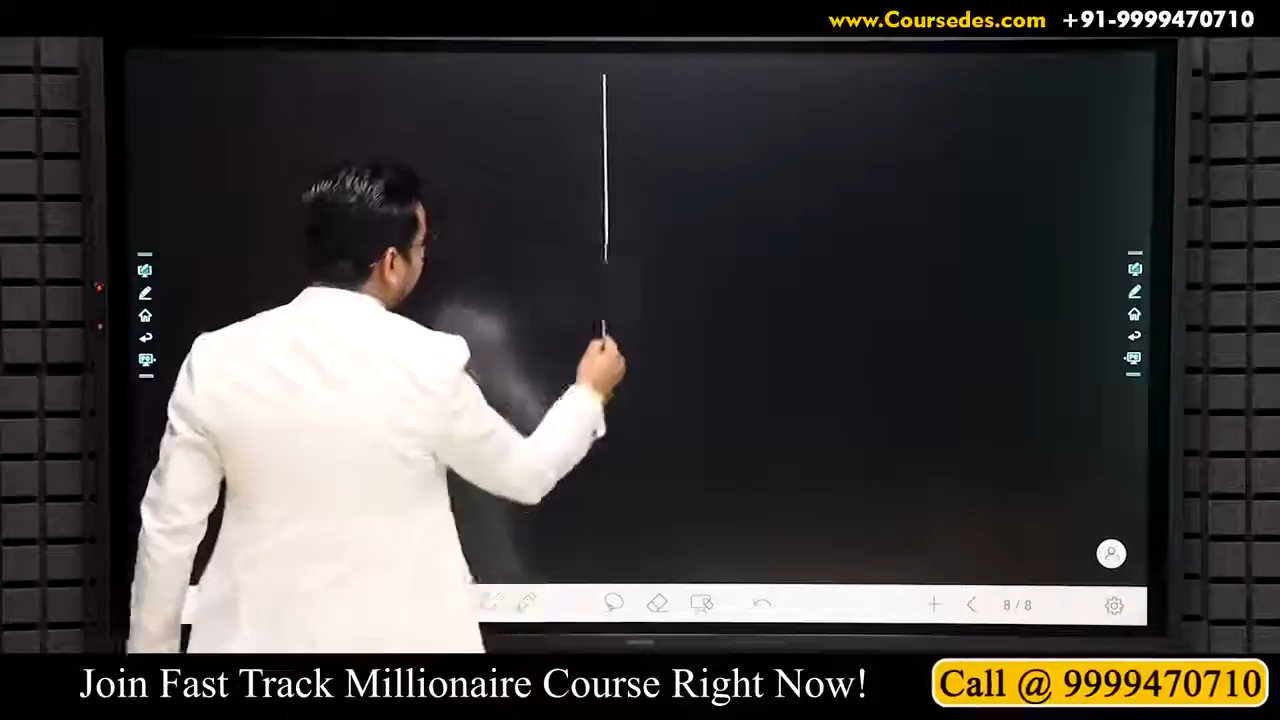 www.Coursedes.com +91-9999470710
8/8
Join Fast Track Millionaire Course Right Now!
Call @ 9999470710